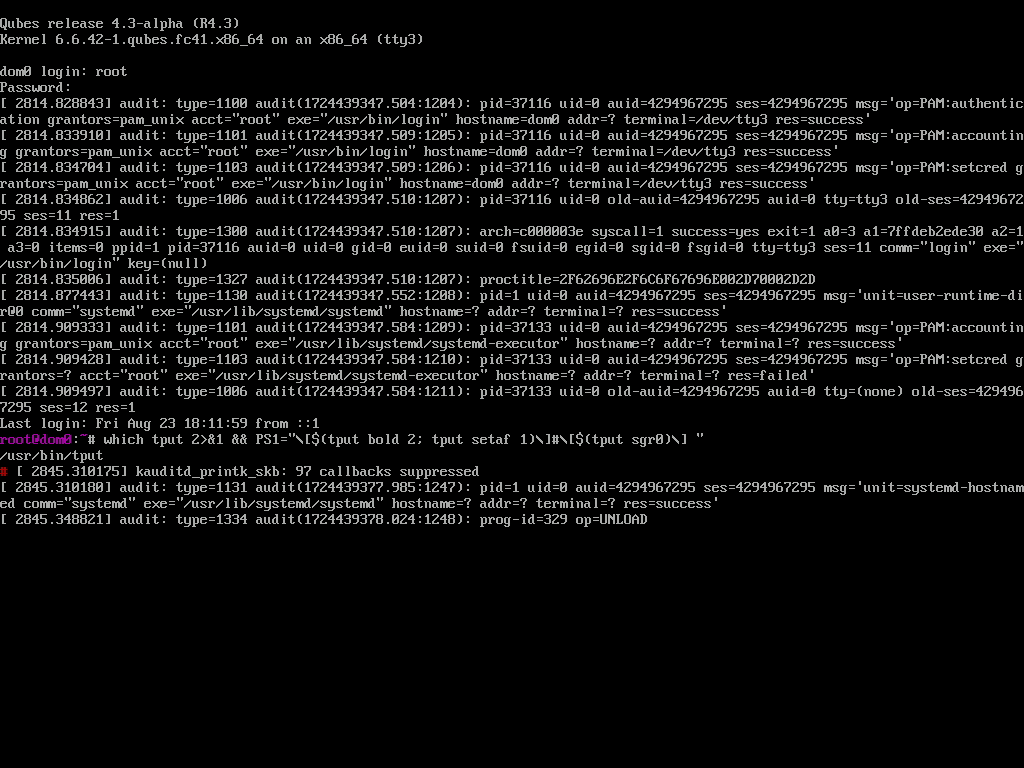 Qubes release 4.3-alpha (R4.3)
Kernel 6.6.42-1.qubes.fc41.x86_64 on an x86_64 (tty3)
dom0 login: root
Password:
[ 2814.828843] audit: type=1100 audit(1724439347.504:1204): pid=37116 uid=0 auid=4294967295 ses=4294967295 msg='op=PAM:authentic
ation grantors=pam_unix acct="root" exe="/usr/bin/login" hostname=dom0 addr=? terminal=/dev/tty3 res=success'
[ 2814.833910] audit: type=1101 audit(1724439347.509:1205): pid=37116 uid=0 auid=4294967295 ses=4294967295 msg='op=PAM:accountin
g grantors=pam_unix acct="root" exe="/usr/bin/login" hostname=dom0 addr=? terminal=/dev/tty3 res=success'
[ 2814.834704] audit: type=1103 audit(1724439347.509:1206): pid=37116 uid=0 auid=4294967295 ses=4294967295 msg='op=PAM:setcred g
rantors=pam_unix acct="root" exe="/usr/bin/login" hostname=dom0 addr=? terminal=/dev/tty3 res=success'
[ 2814.834862] audit: type=1006 audit(1724439347.510:1207): pid=37116 uid=0 old-auid=4294967295 auid=0 tty=tty3 old-ses=42949672
95 ses=11 res=1
[ 2814.834915] audit: type=1300 audit(1724439347.510:1207): arch=c000003e syscall=1 success=yes exit=1 a0=3 a1=7ffdeb2ede30 a2=1
 a3=0 items=0 ppid=1 pid=37116 auid=0 uid=0 gid=0 euid=0 suid=0 fsuid=0 egid=0 sgid=0 fsgid=0 tty=tty3 ses=11 comm="login" exe="
/usr/bin/login" key=(null)
[ 2814.835006] audit: type=1327 audit(1724439347.510:1207): proctitle=2F62696E2F6C6F67696E002D70002D2D
[ 2814.877443] audit: type=1130 audit(1724439347.552:1208): pid=1 uid=0 auid=4294967295 ses=4294967295 msg='unit=user-runtime-di
r@0 comm="systemd" exe="/usr/lib/systemd/systemd" hostname=? addr=? terminal=? res=success'
[ 2814.909333] audit: type=1101 audit(1724439347.584:1209): pid=37133 uid=0 auid=4294967295 ses=4294967295 msg='op=PAM:accountin
g grantors=pam_unix acct="root" exe="/usr/lib/systemd/systemd-executor" hostname=? addr=? terminal=? res=success'
[ 2814.909428] audit: type=1103 audit(1724439347.584:1210): pid=37133 uid=0 auid=4294967295 ses=4294967295 msg='op=PAM:setcred g
rantors=? acct="root" exe="/usr/lib/systemd/systemd-executor" hostname=? addr=? terminal=? res=failed'
[ 2814.909497] audit: type=1006 audit(1724439347.584:1211): pid=37133 uid=0 old-auid=4294967295 auid=0 tty=(none) old-ses=429496
7295 ses=12 res=1
Last login: Fri Aug 23 18:11:59 from ::1
root@dom0:~# which tput 2>&1 && PS1="\[$(tput bold 2; tput setaf 1)\]#\[$(tput sgr0)\] "
/usr/bin/tput
# [ 2845.310175] kauditd_printk_skb: 97 callbacks suppressed
[ 2845.310180] audit: type=1131 audit(1724439377.985:1247): pid=1 uid=0 auid=4294967295 ses=4294967295 msg='unit=systemd-hostnam
ed comm="systemd" exe="/usr/lib/systemd/systemd" hostname=? addr=? terminal=? res=success'
[ 2845.348821] audit: type=1334 audit(1724439378.024:1248): prog-id=329 op=UNLOAD